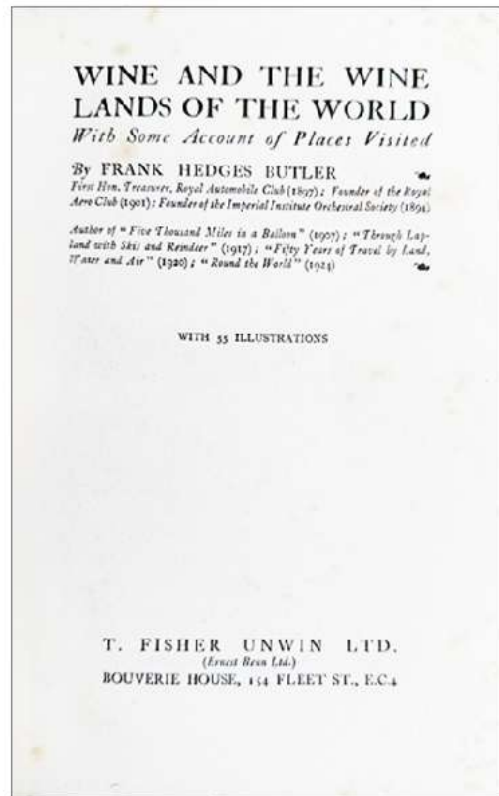 WINE AND THE WINE
LANDS OF THE WORLD
With Some Account of Places Visited
By FRANK HEDGES BUTLER
First Hon. Treasurer, Royal Automobile Club (1897); Founder of the Royal
Aero Club (1901); Founder of the Imperial Institute Orchestral Society (1894)
Author of "Five Thousand Miles in a Balloon" (1907); "Through Lap-
land with Skis and Reindeer" (1917); "Fifty Years of Travel by Land,
Water and Air" (1920); "Round the World" (1924)
WITH 55 ILLUSTRATIONS
T. FISHER UNWIN LTD.
(Ernest Benn Ltd.)
BOUVERIE HOUSE, 154 FLEET ST., E.C.4